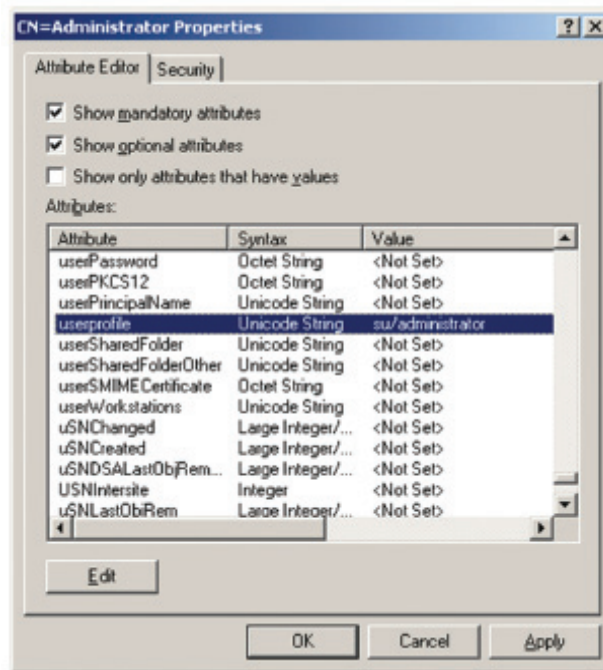 CN=Administrator Properties
Attribute Editor Security
Show mandatory attributes
Show optional attributes
Show only attributes that have values
Attributes:
Attribute Syntax Value
userPassword Octet String <Not Set>
userPKCS12 Octet String <Not Set>
userPrincipalName Unicode String <Not Set>
userprofile Unicode String su/administrator
userSharedFolder Unicode String <Not Set>
userSharedFolderOther Unicode String <Not Set>
userSMIMECertificate Octet String <Not Set>
userWorkstations Unicode String <Not Set>
uSNChanged Large Integer/... <Not Set>
uSNCreated Large Integer/... <Not Set>
uSNDSALastObjRem... Large Integer/... <Not Set>
USNIntersite Integer <Not Set>
uSNLastObjRem Large Integer/... <Not Set>
Edit
OK Cancel Apply